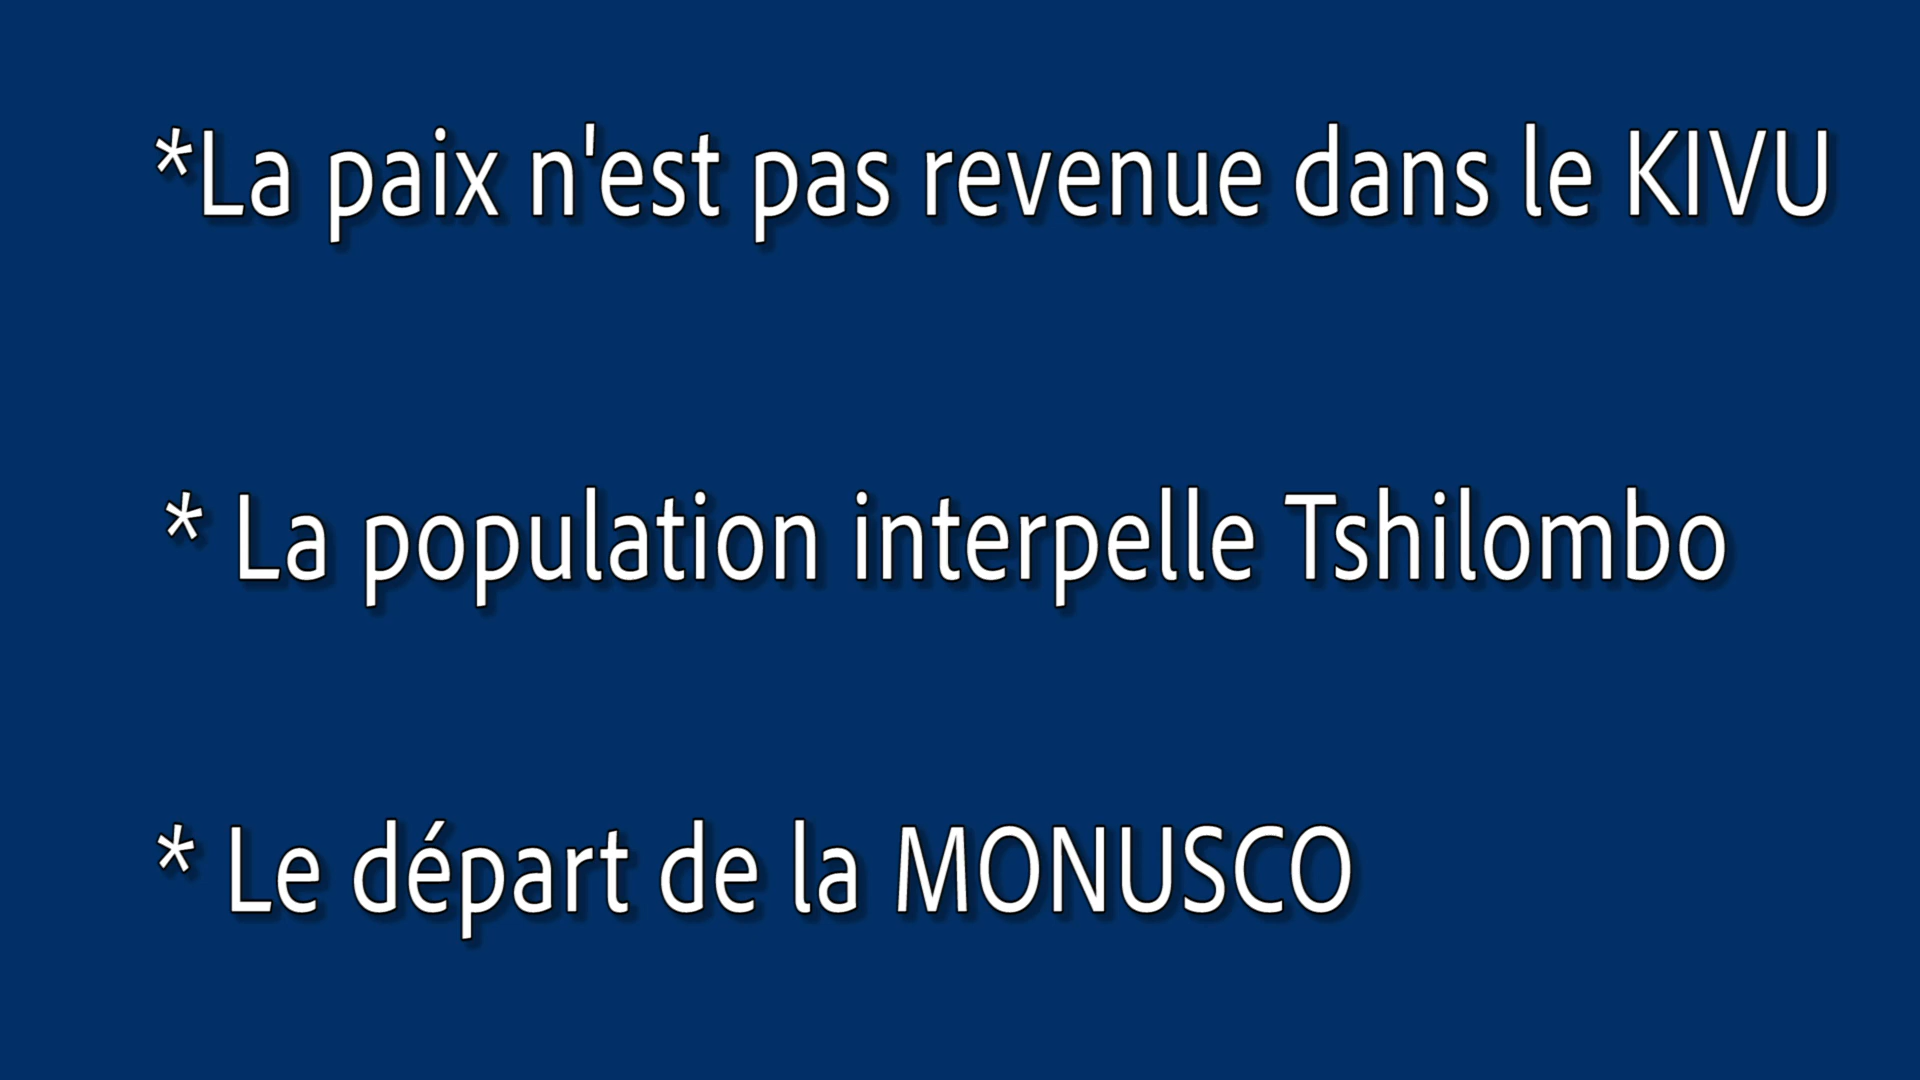 *La paix n'est pas revenue dans le KIVU
* La population interpelle Tshilombo
* Le départ de la MONUSCO